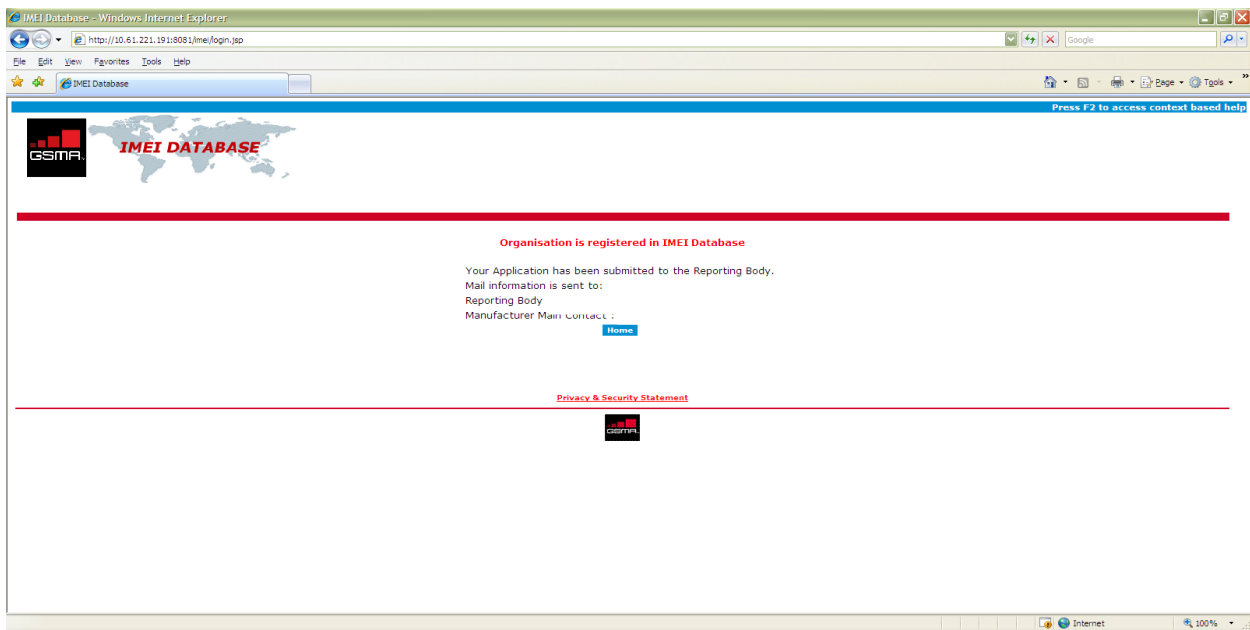 IMEI Database - Windows Internet Explorer
http://10.61.221.191:8081/imei/login.jsp
Google
File Edit View Favorites Tools Help
IMEI Database
Page Tools
Press F2 to access context based help
GSMA
IMEI DATABASE
Organisation is registered in IMEI Database
Your Application has been submitted to the Reporting Body.
Mail information is sent to:
Reporting Body
Manufacturer Main Contact :
Home
Privacy & Security Statement
GSMA
Internet 100%